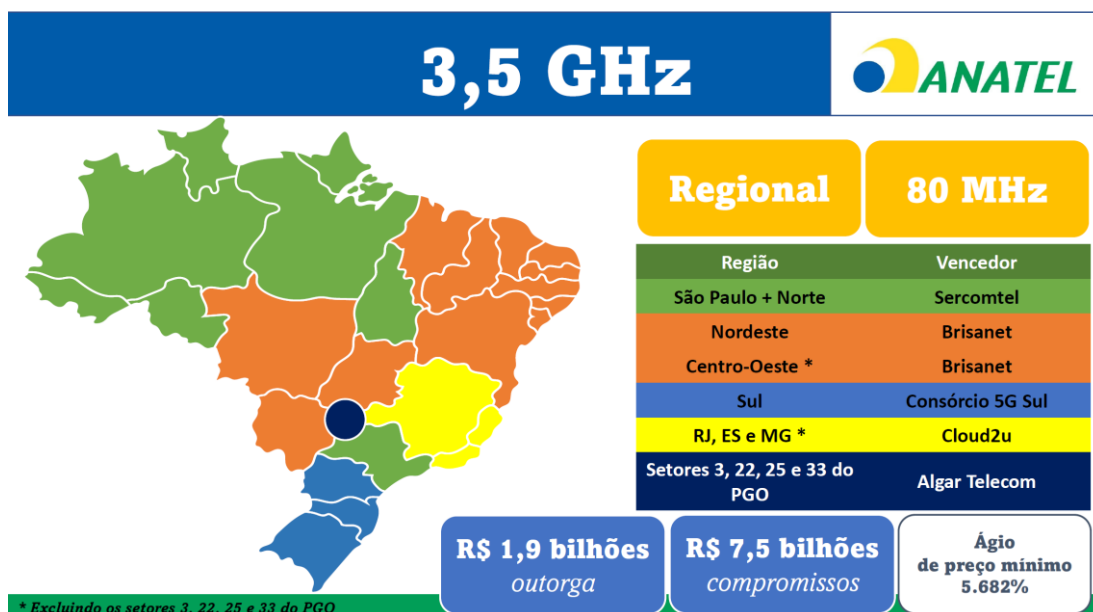 3,5 GHz
ANATEL
Regional
80 MHz
Região
Vencedor
São Paulo + Norte
Sercomtel
Nordeste
Brisanet
Centro-Oeste *
Brisanet
Sul
Consórcio 5G Sul
RJ, ES e MG *
Cloud2u
Setores 3, 22, 25 e 33 do
PGO
Algar Telecom
R$ 1,9 bilhões
outorga
R$ 7,5 bilhões
compromissos
Ágio
de preço mínimo
5.682%
* Excluindo os setores 3, 22, 25 e 33 do PGO